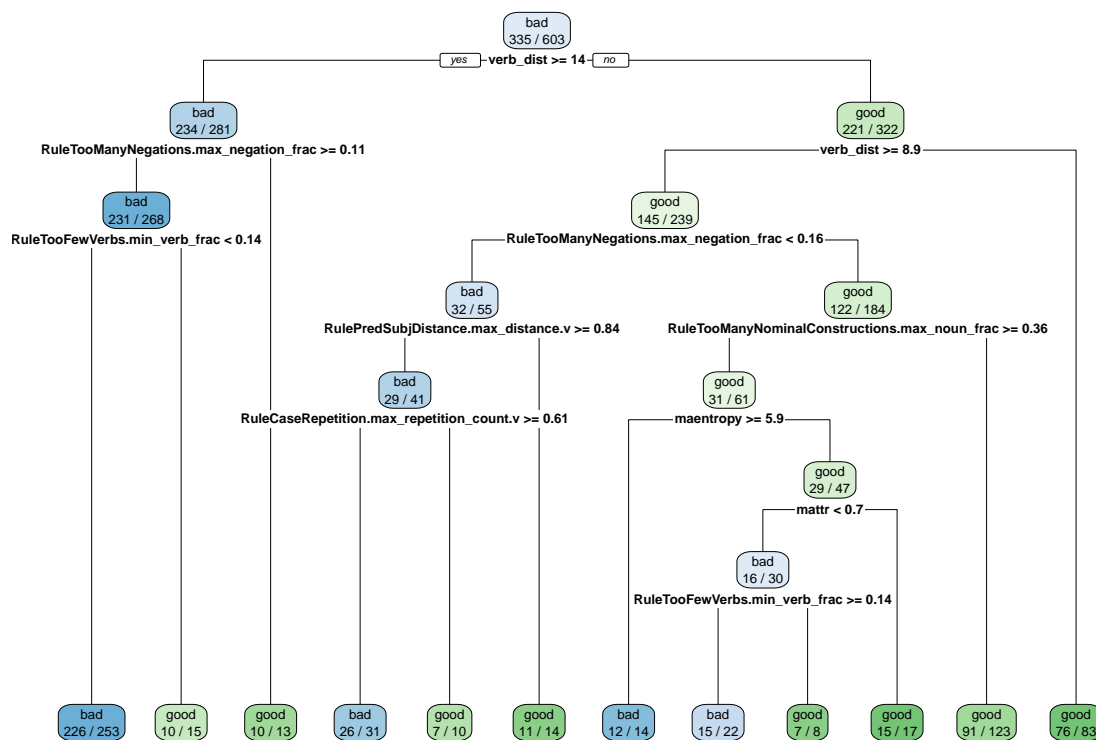 bad
335 / 603
yes verb_dist >= 14 no
bad
234 / 281
good
221 / 322
RuleTooManyNegations.max_negation_frac >= 0.11
verb_dist >= 8.9
bad
231 / 268
good
145 / 239
RuleTooFewVerbs.min_verb_frac < 0.14
RuleTooManyNegations.max_negation_frac < 0.16
bad
32 / 55
good
122 / 184
RulePredSubjDistance.max_distance.v >= 0.84
RuleTooManyNominalConstructions.max_noun_frac >= 0.36
bad
29 / 41
good
31 / 61
RuleCaseRepetition.max_repetition_count.v >= 0.61
maentropy >= 5.9
good
29 / 47
mattr < 0.7
bad
16 / 30
RuleTooFewVerbs.min_verb_frac >= 0.14
bad
226 / 253
good
10 / 15
good
10 / 13
bad
26 / 31
good
7 / 10
good
11 / 14
bad
12 / 14
bad
15 / 22
good
7 / 8
good
15 / 17
good
91 / 123
good
76 / 83